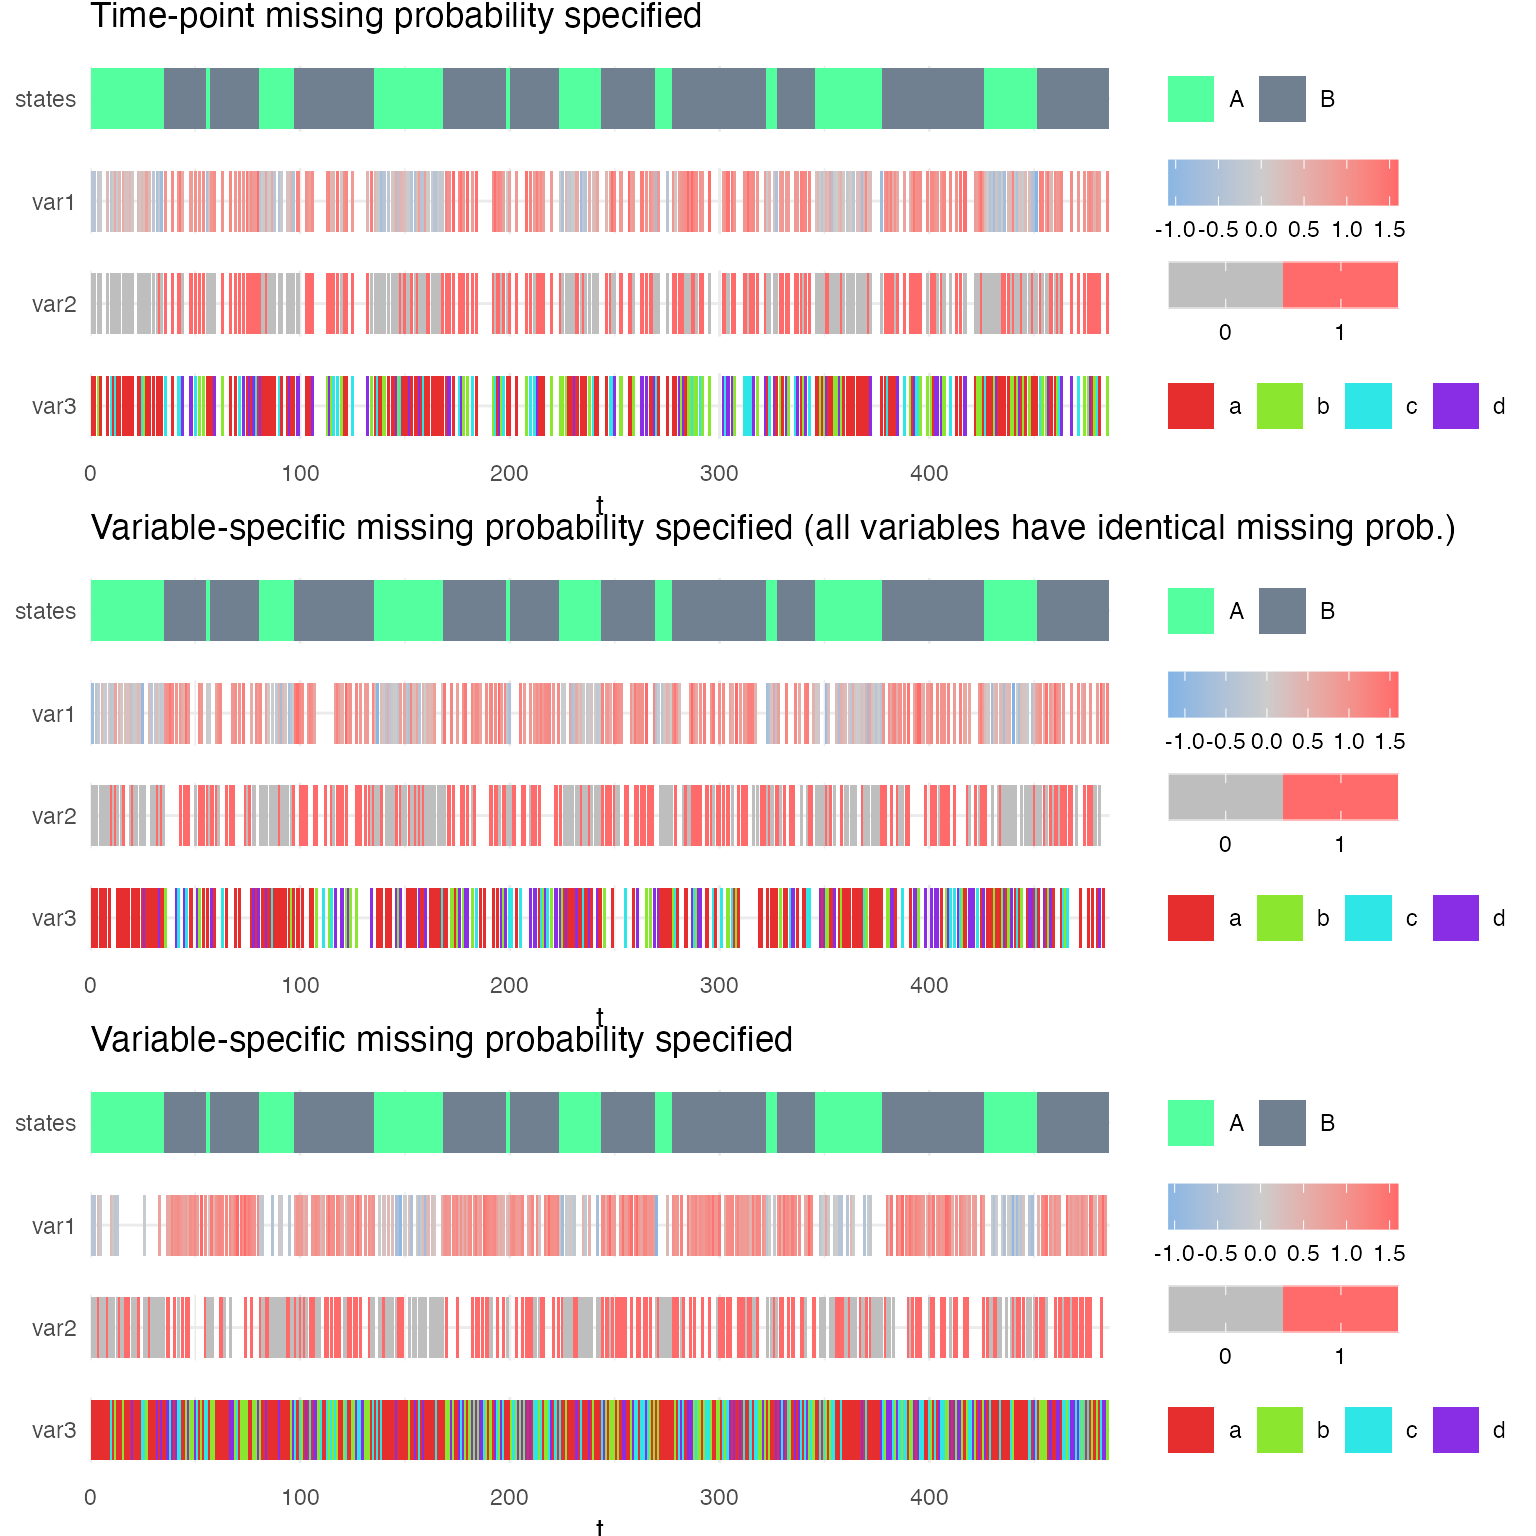 Time-point missing probability specified
states
A B
var1
-1.0 -0.5 0.0 0.5 1.0 1.5
var2
0 1
var3
a b c d
0 100 200 300 400
t
Variable-specific missing probability specified (all variables have identical missing prob.)
states
A B
var1
-1.0 -0.5 0.0 0.5 1.0 1.5
var2
0 1
var3
a b c d
0 100 200 300 400
t
Variable-specific missing probability specified
states
A B
var1
-1.0 -0.5 0.0 0.5 1.0 1.5
var2
0 1
var3
a b c d
0 100 200 300 400
t